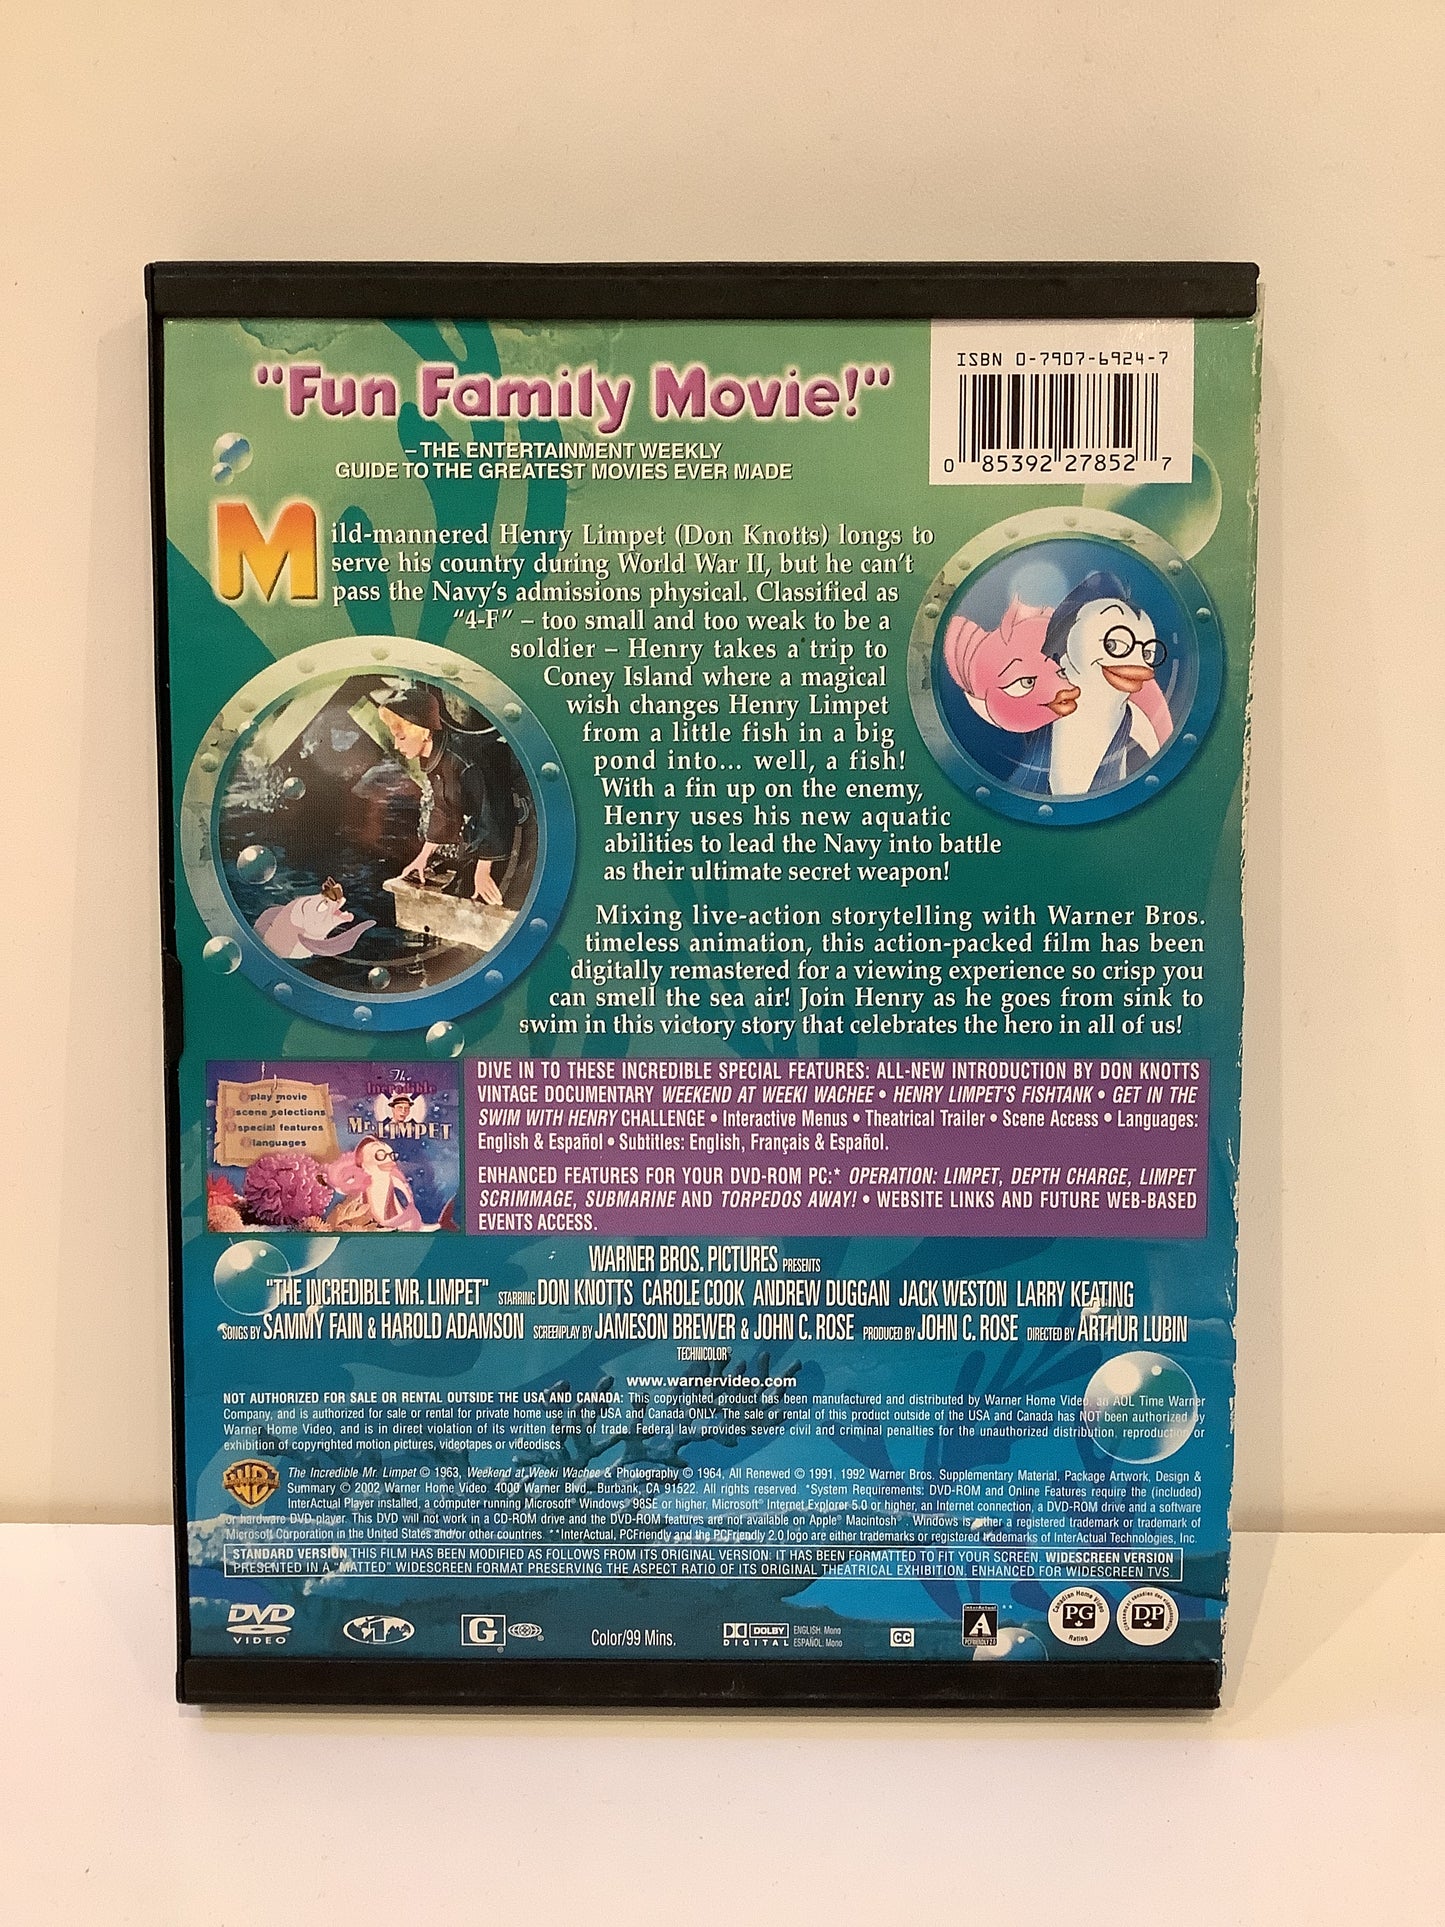 "Fun Family Movie!"
–THE ENTERTAINMENT WEEKLY
GUIDE TO THE GREATEST MOVIES EVER MADE
ISBN 0-7907-6924-7
0 85392 27852 7
Mild-mannered Henry Limpet (Don Knotts) longs to
serve his country during World War II, but he can't
pass the Navy's admissions physical. Classified as
"4-F" – too small and too weak to be a
soldier – Henry takes a trip to
Coney Island where a magical
wish changes Henry Limpet
from a little fish in a big
pond into... well, a fish!
With a fin up on the enemy,
Henry uses his new aquatic
abilities to lead the Navy into battle
as their ultimate secret weapon!
Mixing live-action storytelling with Warner Bros.
timeless animation, this action-packed film has been
digitally remastered for a viewing experience so crisp you
can smell the sea air! Join Henry as he goes from sink to
swim in this victory story that celebrates the hero in all of us!
play movie
scene selections
special features
languages
The
Incredible
Mr. LIMPET
DIVE IN TO THESE INCREDIBLE SPECIAL FEATURES: ALL-NEW INTRODUCTION BY DON KNOTTS
VINTAGE DOCUMENTARY WEEKEND AT WEEKI WACHEE • HENRY LIMPET'S FISHTANK • GET IN THE
SWIM WITH HENRY CHALLENGE • Interactive Menus • Theatrical Trailer • Scene Access • Languages:
English & Español • Subtitles: English, Français & Español.
ENHANCED FEATURES FOR YOUR DVD-ROM PC:* OPERATION: LIMPET, DEPTH CHARGE, LIMPET
SCRIMMAGE, SUBMARINE AND TORPEDOS AWAY! • WEBSITE LINKS AND FUTURE WEB-BASED
EVENTS ACCESS.
WARNER BROS. PICTURES PRESENTS
"THE INCREDIBLE MR. LIMPET" STARRING DON KNOTTS CAROLE COOK ANDREW DUGGAN JACK WESTON LARRY KEATING
SONGS BY SAMMY FAIN & HAROLD ADAMSON SCREENPLAY BY JAMESON BREWER & JOHN C. ROSE PRODUCED BY JOHN C. ROSE DIRECTED BY ARTHUR LUBIN
TECHNICOLOR®
www.warnervideo.com
NOT AUTHORIZED FOR SALE OR RENTAL OUTSIDE THE USA AND CANADA: This copyrighted product has been manufactured and distributed by Warner Home Video, an AOL Time Warner
Company, and is authorized for sale or rental for private home use in the USA and Canada ONLY. The sale or rental of this product outside of the USA and Canada has NOT been authorized by
Warner Home Video, and is in direct violation of its written terms of trade. Federal law provides severe civil and criminal penalties for the unauthorized distribution, reproduction or
exhibition of copyrighted motion pictures, videotapes or videodiscs.
The Incredible Mr. Limpet © 1963, Weekend at Weeki Wachee & Photography © 1964, All Renewed © 1991, 1992 Warner Bros. Supplementary Material, Package Artwork, Design &
Summary © 2002 Warner Home Video. 4000 Warner Blvd., Burbank, CA 91522. All rights reserved. *System Requirements: DVD-ROM and Online Features require the (included)
InterActual Player installed, a computer running Microsoft® Windows® 98SE or higher, Microsoft® Internet Explorer 5.0 or higher, an Internet connection, a DVD-ROM drive and a software
or hardware DVD player. This DVD will not work in a CD-ROM drive and the DVD-ROM features are not available on Apple® Macintosh®. Windows is either a registered trademark or trademark of
Microsoft Corporation in the United States and/or other countries. **InterActual, PCFriendly and the PCFriendly 2.0 logo are either trademarks or registered trademarks of InterActual Technologies, Inc.
STANDARD VERSION THIS FILM HAS BEEN MODIFIED AS FOLLOWS FROM ITS ORIGINAL VERSION: IT HAS BEEN FORMATTED TO FIT YOUR SCREEN. WIDESCREEN VERSION
PRESENTED IN A "MATTED" WIDESCREEN FORMAT PRESERVING THE ASPECT RATIO OF ITS ORIGINAL THEATRICAL EXHIBITION. ENHANCED FOR WIDESCREEN TVS.
DVD
VIDEO
1
G
®
Color/99 Mins.
DOLBY
DIGITAL
ENGLISH: Mono
ESPAÑOL: Mono
CC
InterActual
A
PCFRIENDLY 2.0
**
Canadian Home Video
PG
Rating
Classement canadien des vidéocassettes
DP